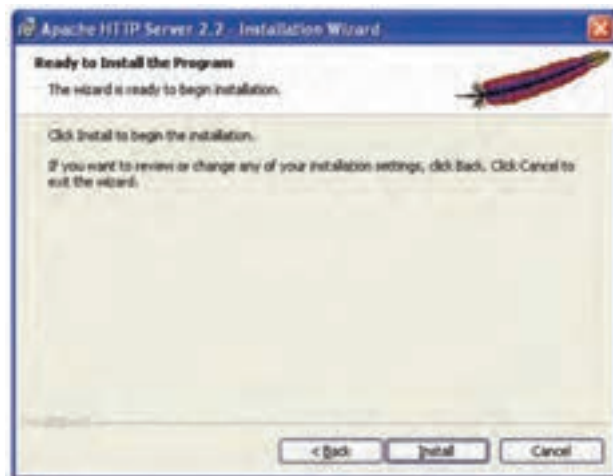 Apache HTTP Server 2.2 - Installation Wizard
Ready to Install the Program
The wizard is ready to begin installation.
Click Install to begin the installation.
If you want to review or change any of your installation settings, click Back. Click Cancel to
exit the wizard.
< Back
Install
Cancel